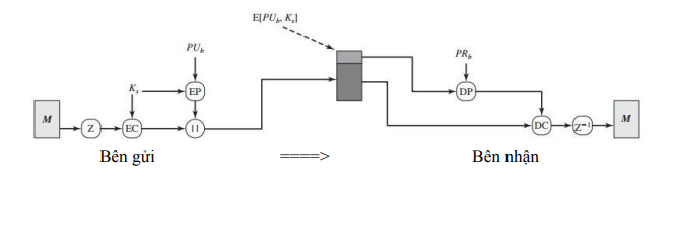 E[PU_b, K_s]
PU_b
PR_b
K_s
EP
DP
M
Z
EC
||
DC
Z⁻¹
M
Bên gửi
====>
Bên nhận